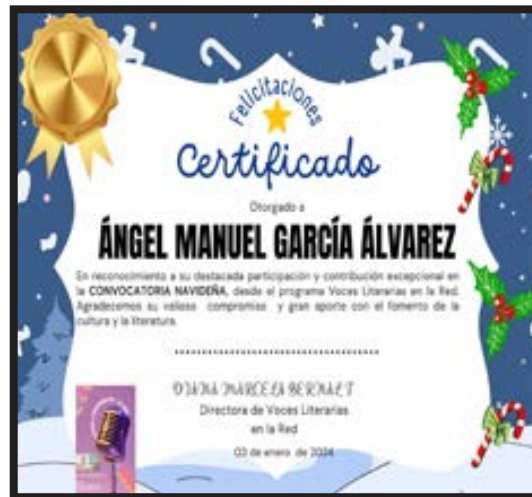 Felicitaciones
Certificado
Otorgado a
ÁNGEL MANUEL GARCÍA ÁLVAREZ
En reconocimiento a su destacada participación y contribución excepcional en
la CONVOCATORIA NAVIDEÑA, desde el programa Voces Literarias en la Red.
Agradecemos su valioso compromiso y gran aporte con el fomento de la
cultura y la literatura.
DIANA MARCELA BERNAL T
Directora de Voces Literarias
en la Red
03 de enero de 2024